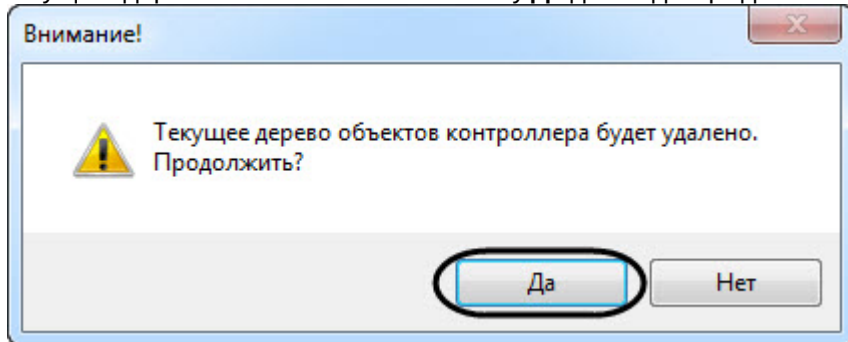 Внимание!
Текущее дерево объектов контроллера будет удалено.
Продолжить?
Да
Нет